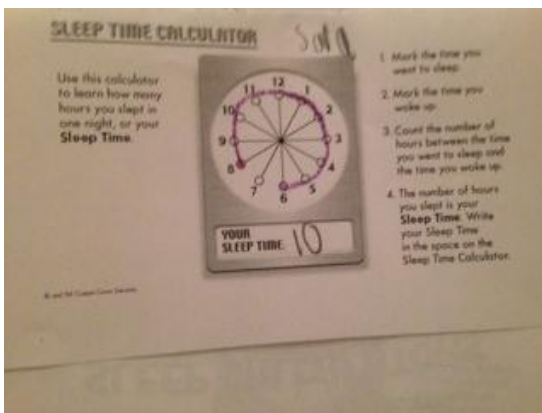 SLEEP TIME CALCULATOR
Use this calculator
to learn how many
hours you slept in
one night, or your
Sleep Time.
11 12 1
10 2
9 3
8 4
7 6 5
YOUR
SLEEP TIME 10
1. Mark the time you
went to sleep.
2. Mark the time you
woke up.
3. Count the number of
hours between the time
you went to sleep and
the time you woke up.
4. The number of hours
you slept is your
Sleep Time. Write
your Sleep Time
in the space on the
Sleep Time Calculator.